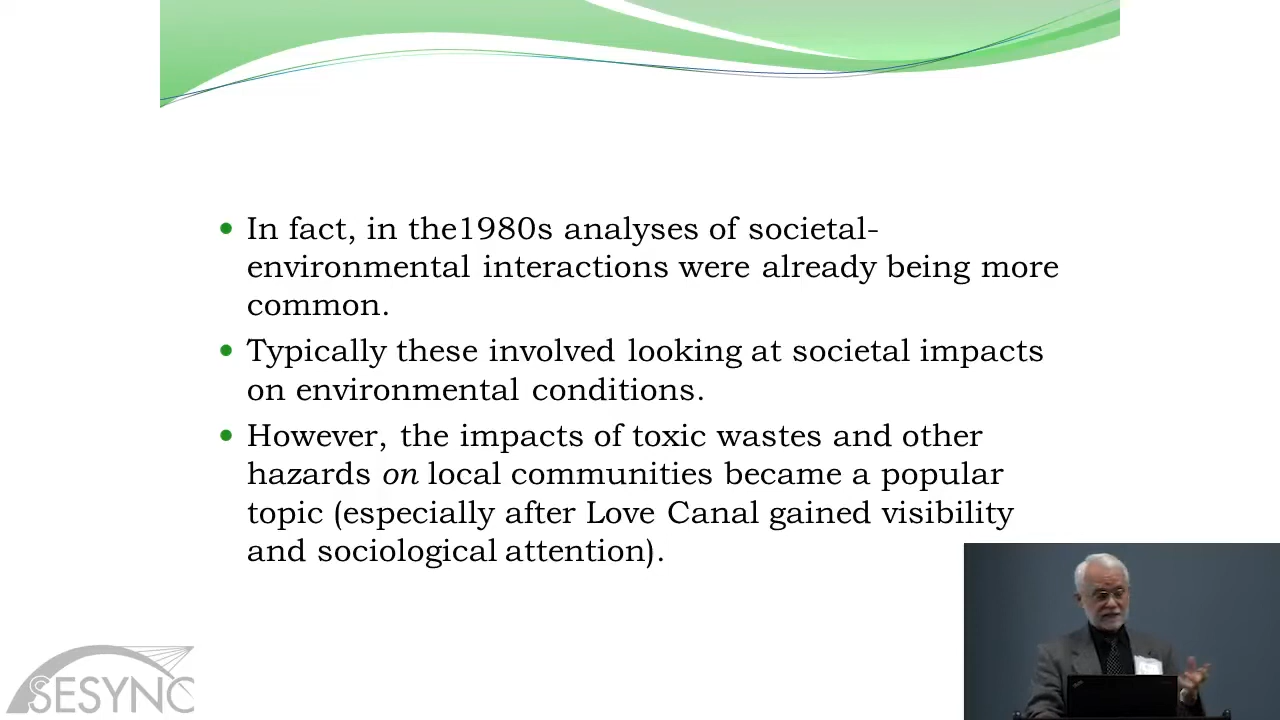 In fact, in the1980s analyses of societal-
environmental interactions were already being more
common.
Typically these involved looking at societal impacts
on environmental conditions.
However, the impacts of toxic wastes and other
hazards on local communities became a popular
topic (especially after Love Canal gained visibility
and sociological attention).
SESYNC